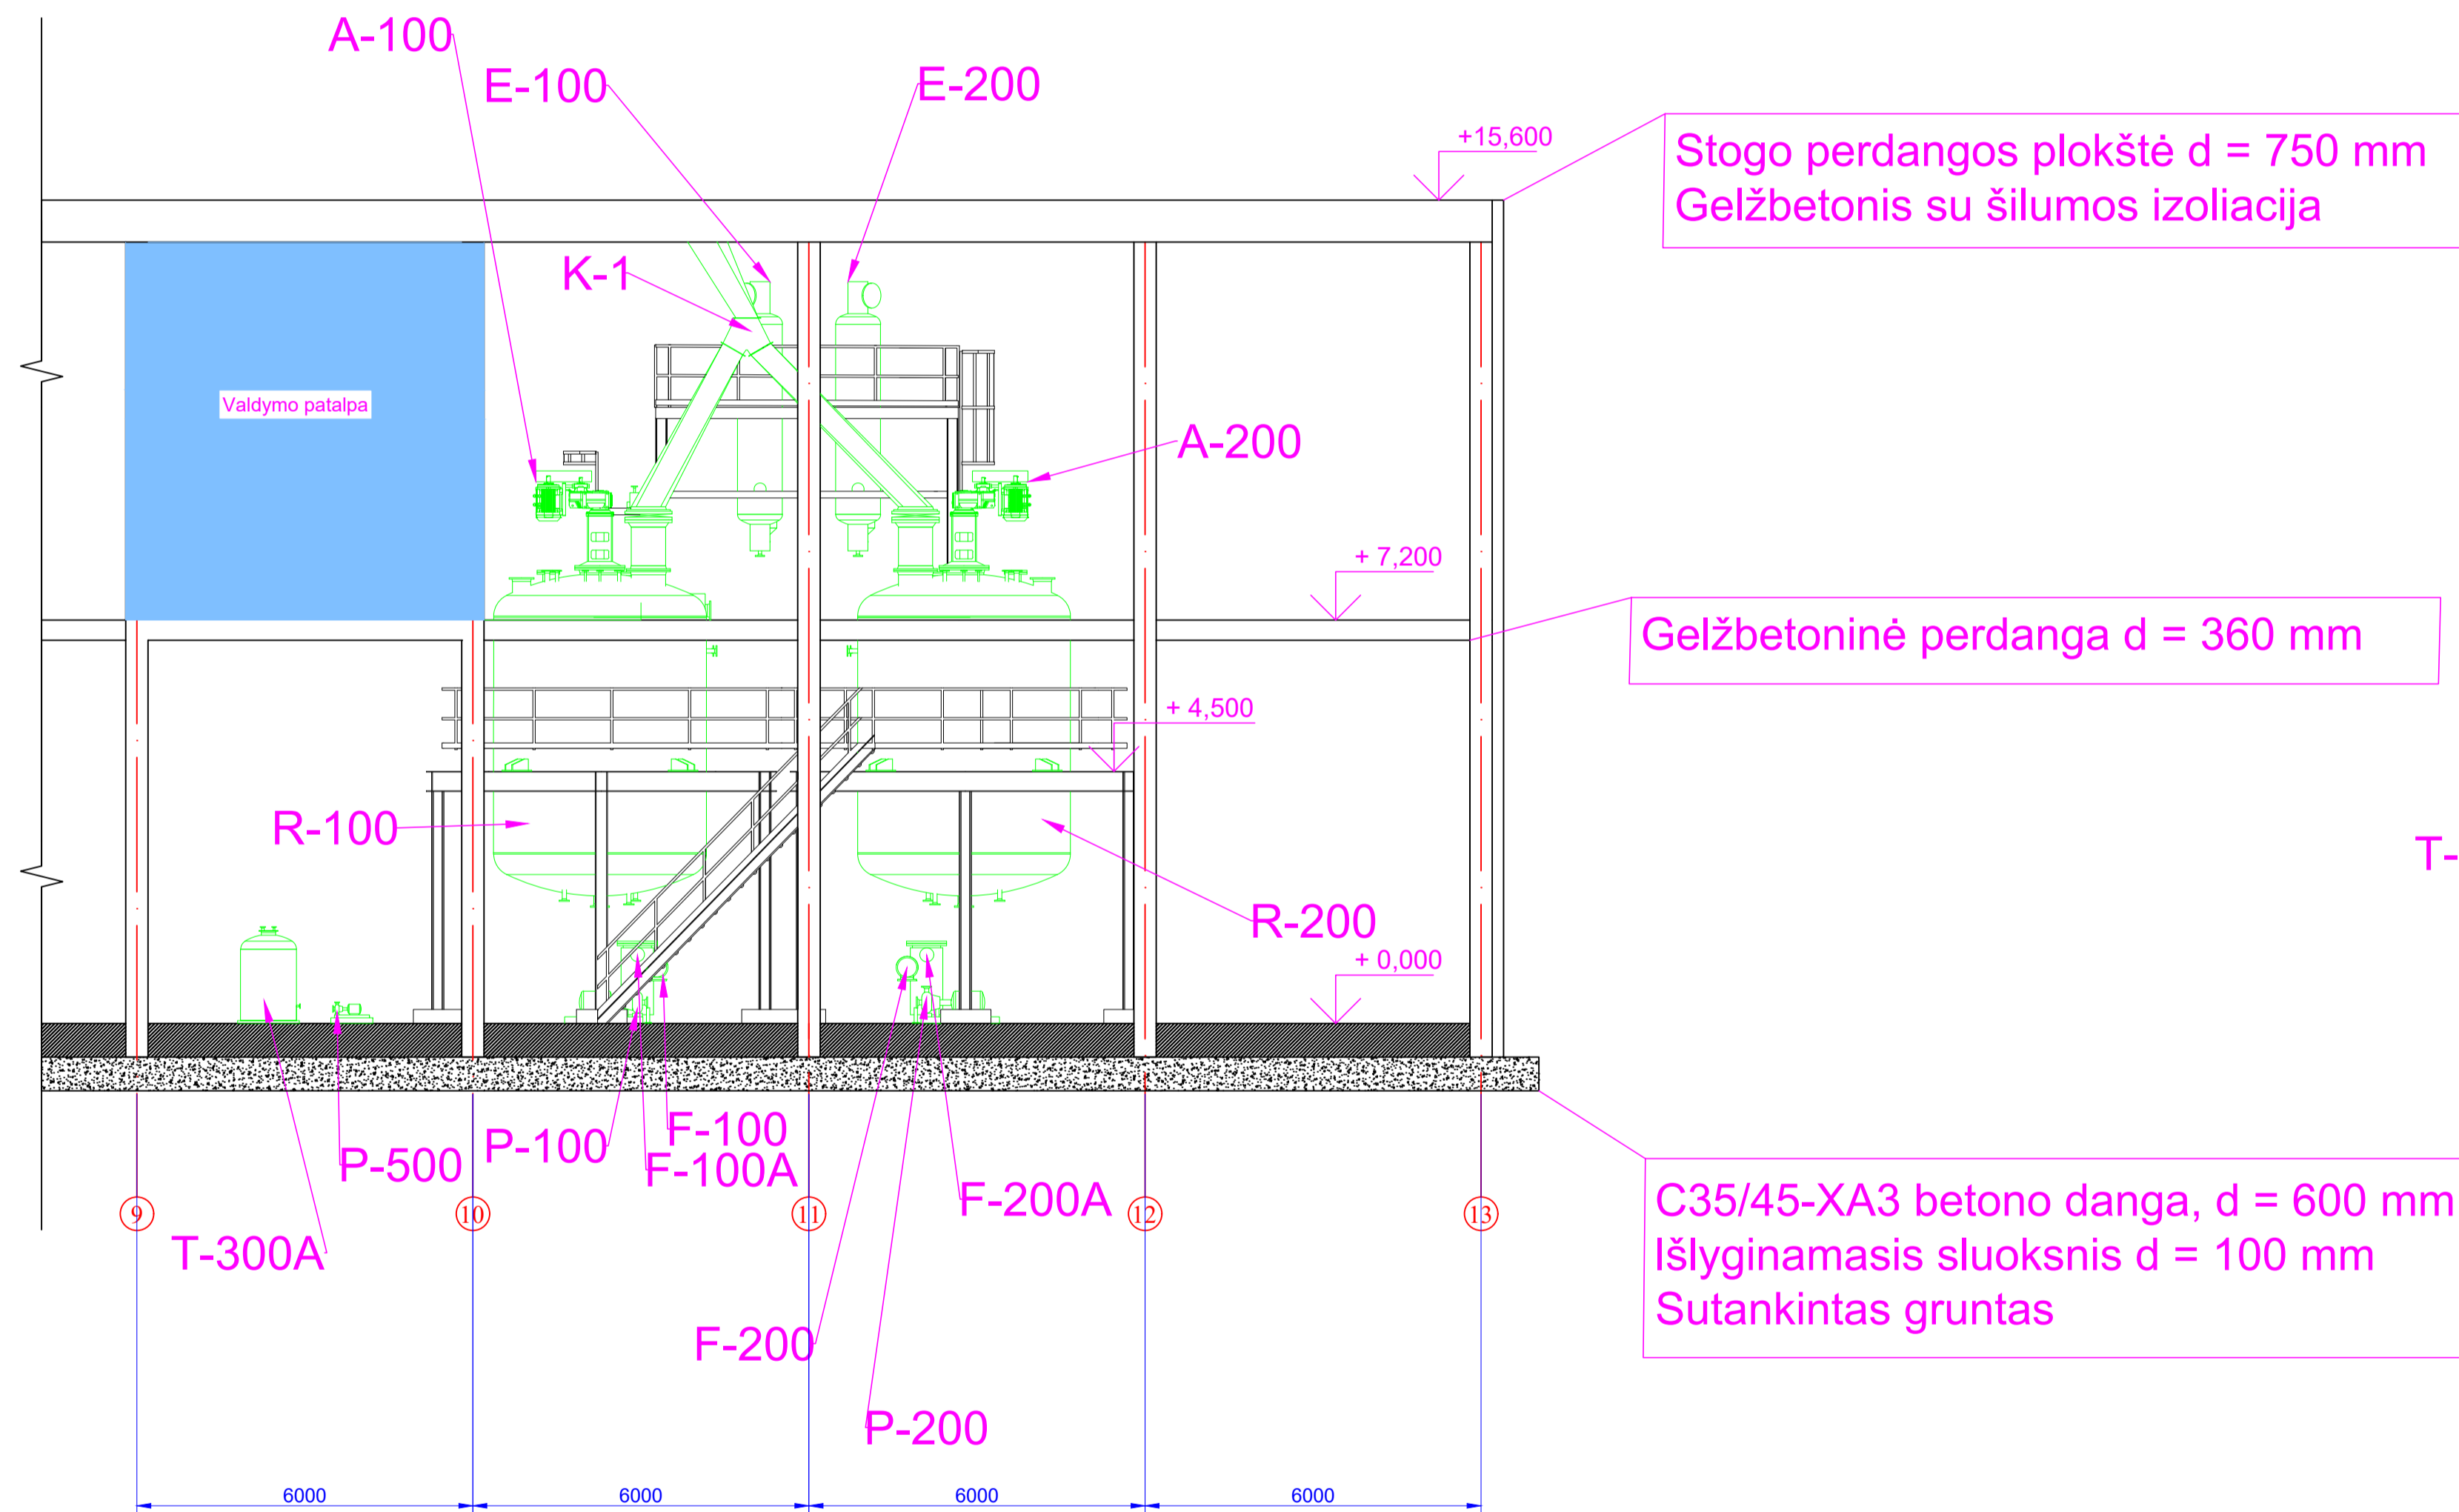 A-100
E-100
E-200
+15,600
Stogo perdangos plokštė d = 750 mm
Gelžbetonis su šilumos izoliacija
K-1
Valdymo patalpa
A-200
+ 7,200
Gelžbetoninė perdanga d = 360 mm
+ 4,500
R-100
T-
R-200
+ 0,000
F-100
P-100
P-500
F-100A
F-200A
9
10
11
12
13
C35/45-XA3 betono danga, d = 600 mm
Išlyginamasis sluoksnis d = 100 mm
Sutankintas gruntas
T-300A
F-200
P-200
6000
6000
6000
6000